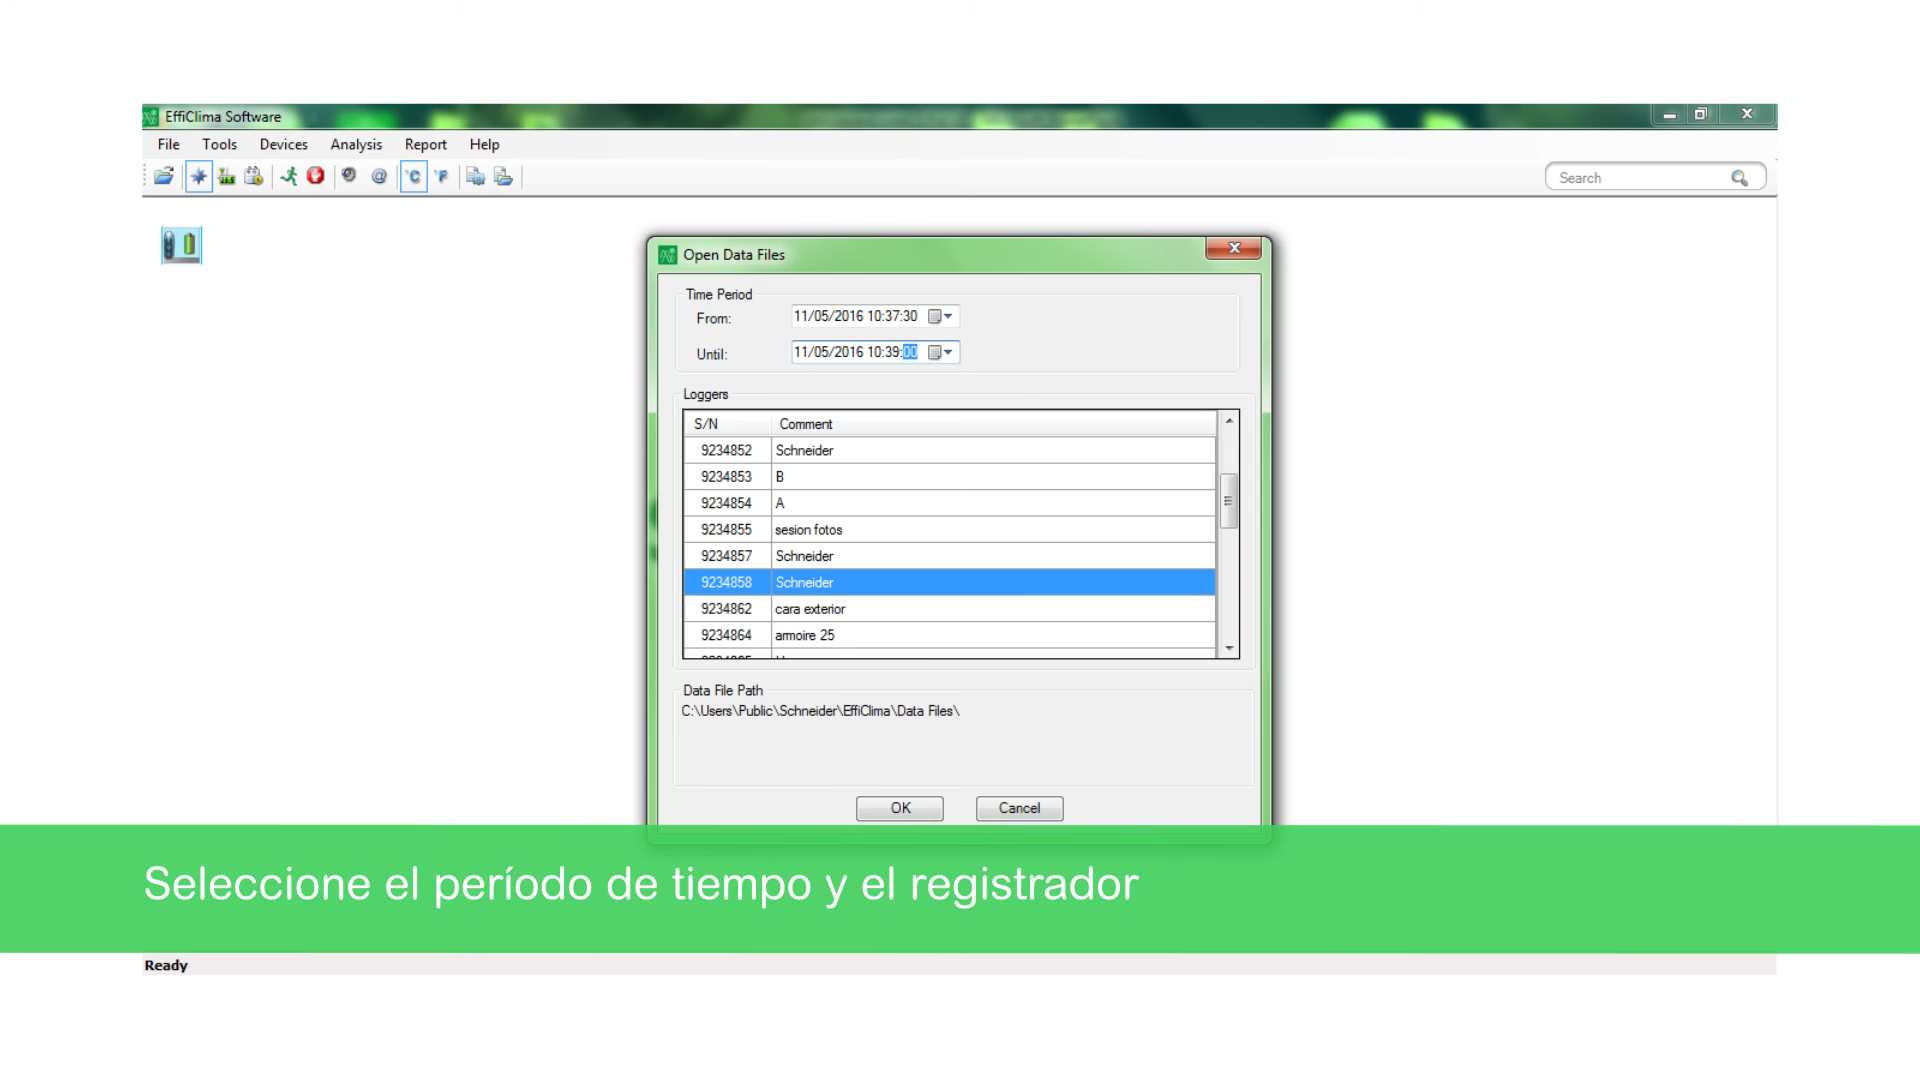 EffiClima Software
File Tools Devices Analysis Report Help
Search
Open Data Files
Time Period
From: 11/05/2016 10:37:30
Until: 11/05/2016 10:39:00
Loggers
S/N Comment
9234852 Schneider
9234853 B
9234854 A
9234855 sesion fotos
9234857 Schneider
9234858 Schneider
9234862 cara exterior
9234864 armoire 25
Data File Path
C:\Users\Public\Schneider\EffiClima\Data Files\
OK Cancel
Seleccione el período de tiempo y el registrador
Ready